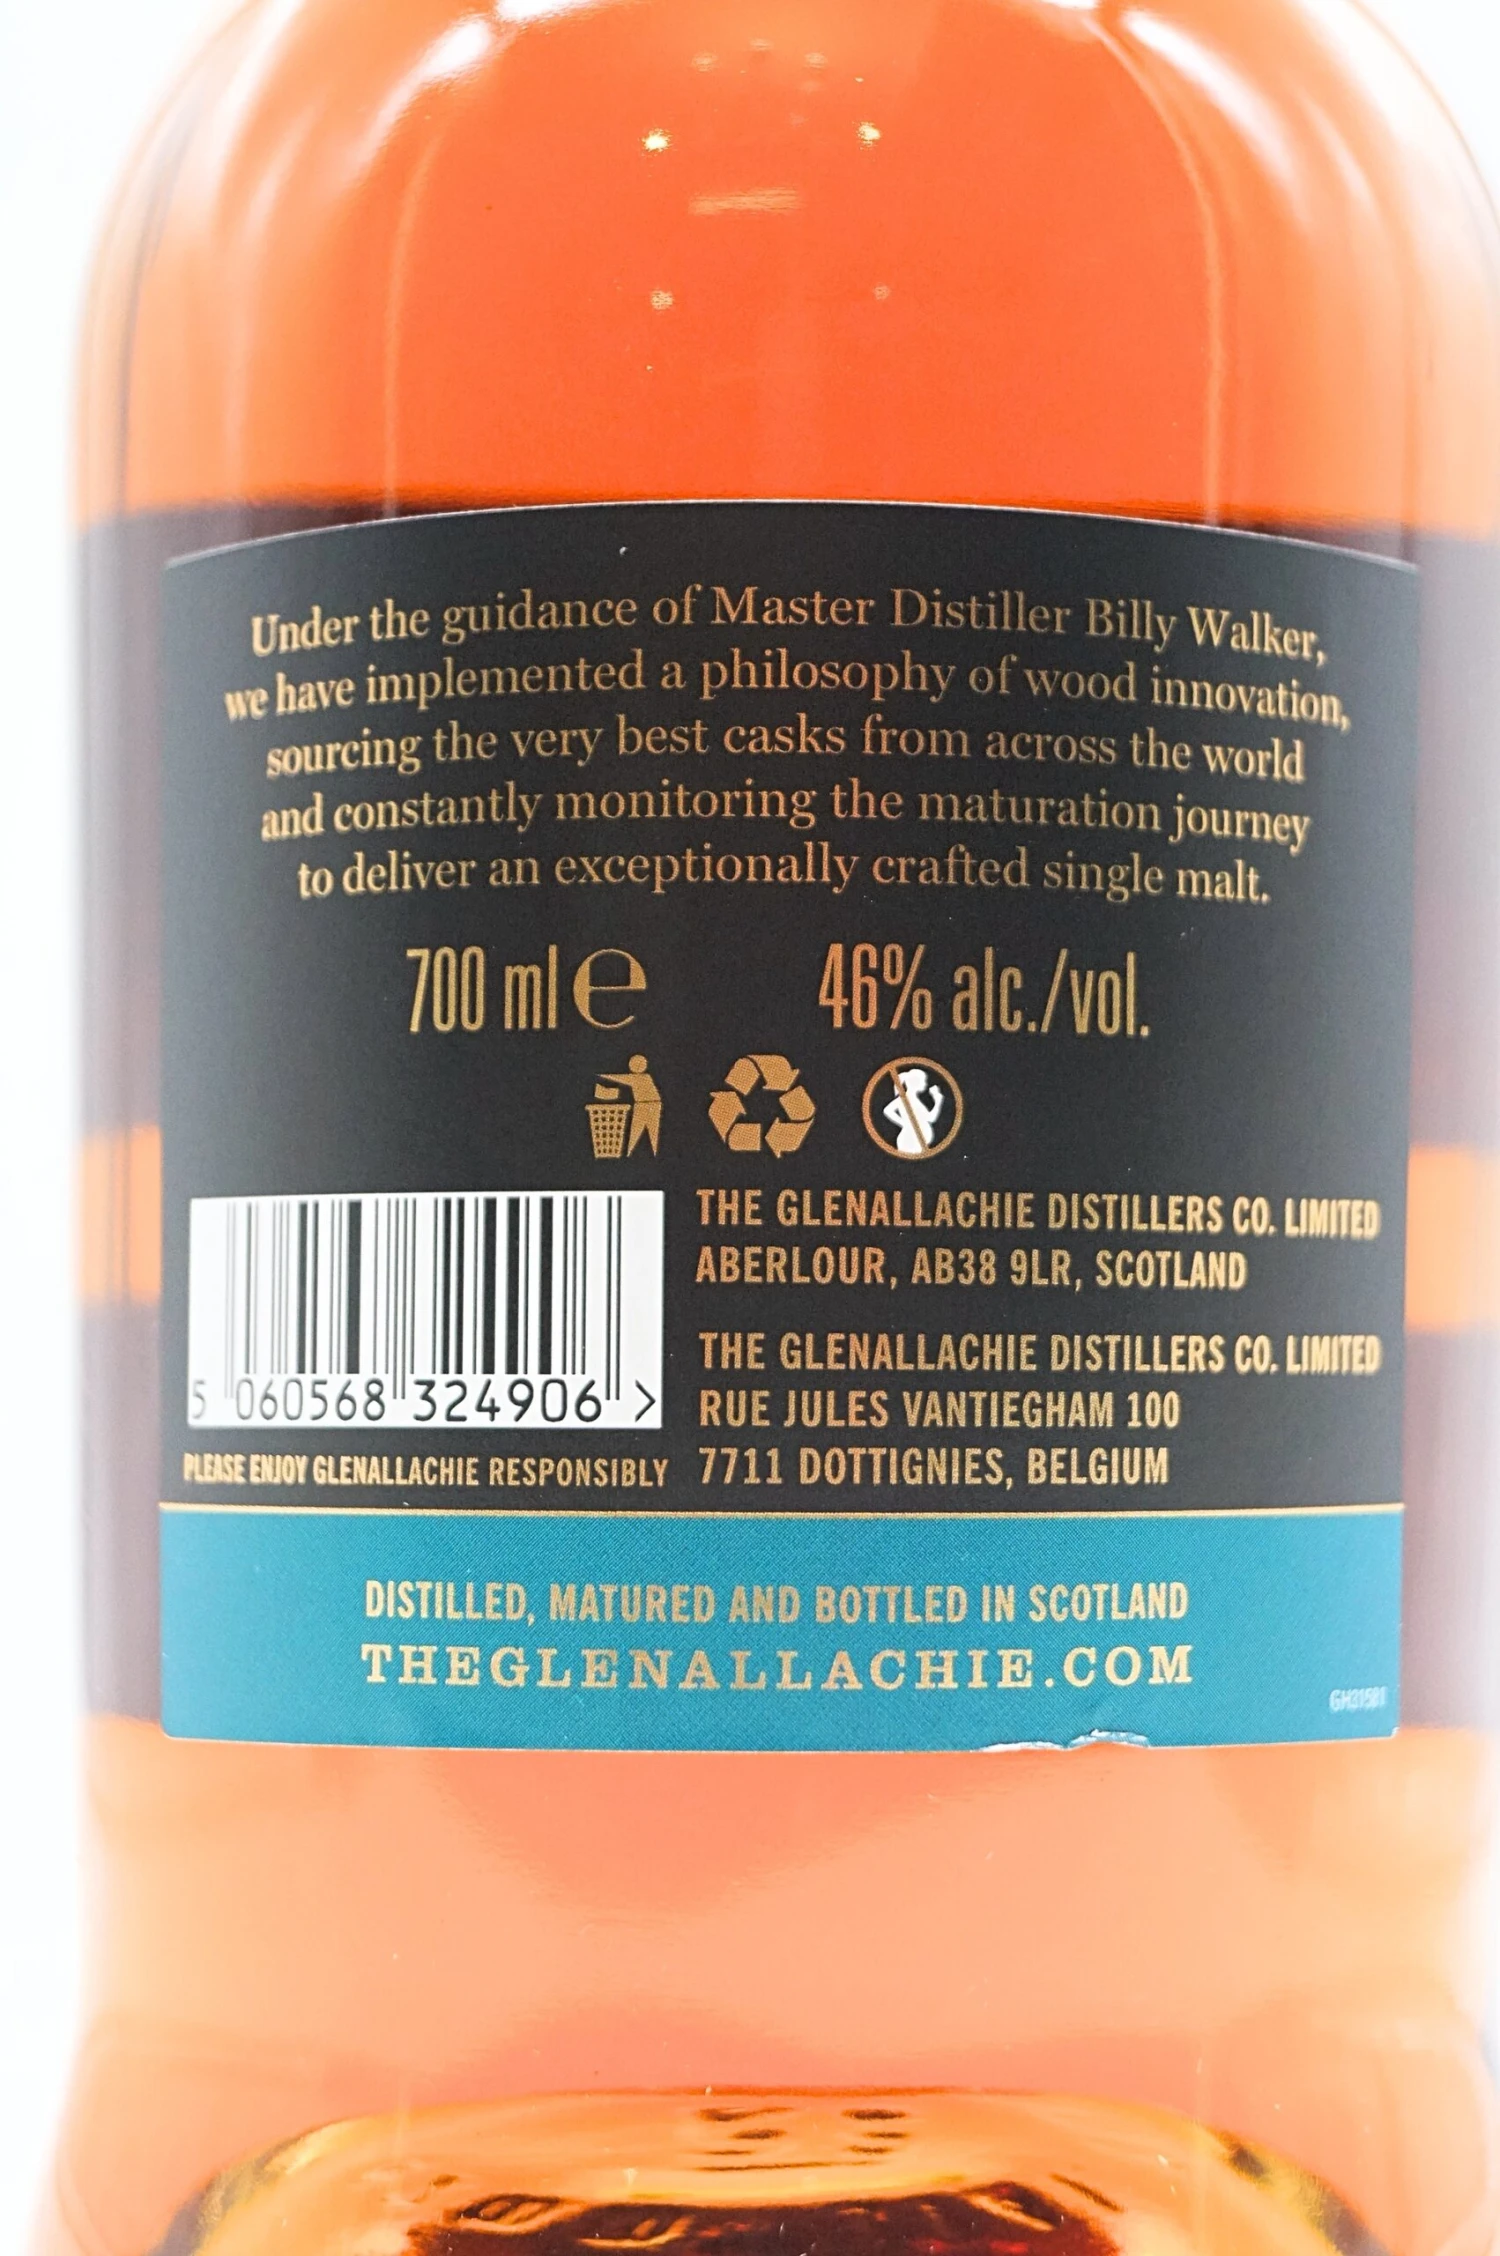 Under the guidance of Master Distiller Billy Walker,
we have implemented a philosophy of wood innovation,
sourcing the very best casks from across the world
and constantly monitoring the maturation journey
to deliver an exceptionally crafted single malt.
700 ml ℮ 46% alc./vol.
5 060568 324906 >
PLEASE ENJOY GLENALLACHIE RESPONSIBLY
THE GLENALLACHIE DISTILLERS CO. LIMITED
ABERLOUR, AB38 9LR, SCOTLAND
THE GLENALLACHIE DISTILLERS CO. LIMITED
RUE JULES VANTIEGHAM 100
7711 DOTTIGNIES, BELGIUM
DISTILLED, MATURED AND BOTTLED IN SCOTLAND
THEGLENALLACHIE.COM